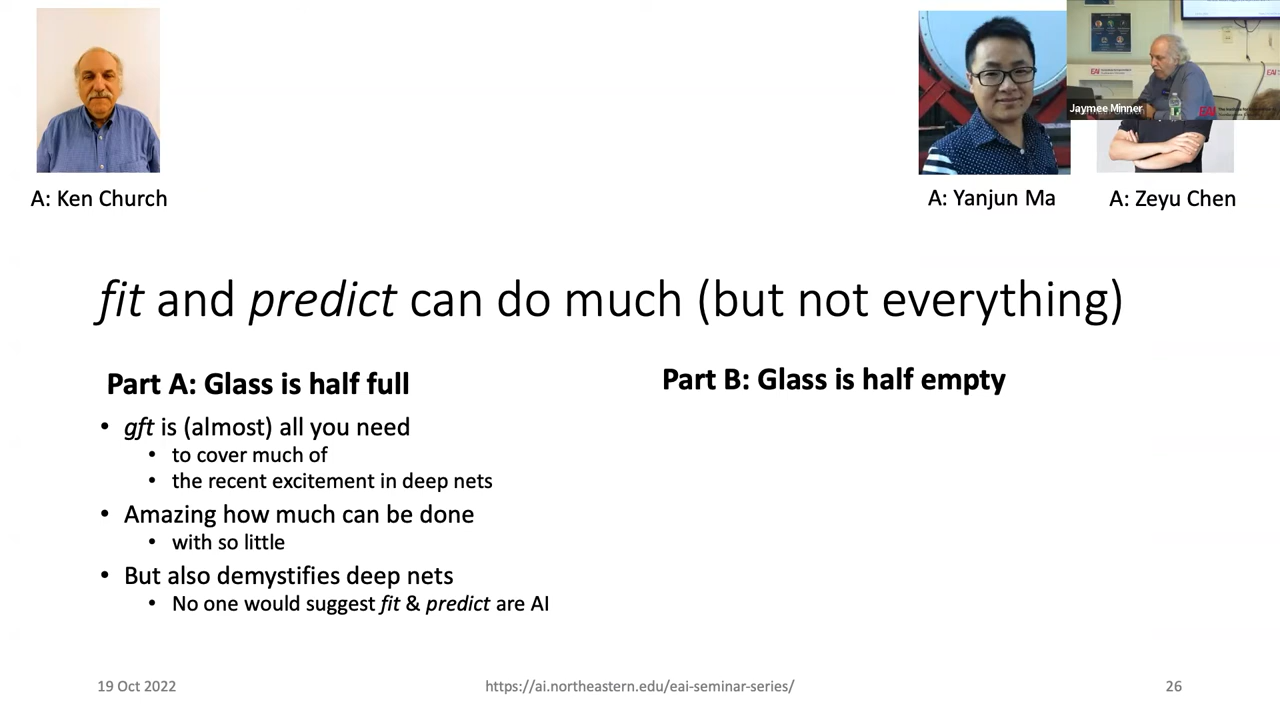 EAI
EAI
Jaymee Minner
EAI
A: Ken Church
A: Yanjun Ma
A: Zeyu Chen
fit and predict can do much (but not everything)
Part A: Glass is half full
• gft is (almost) all you need
• to cover much of
• the recent excitement in deep nets
• Amazing how much can be done
• with so little
• But also demystifies deep nets
• No one would suggest fit & predict are AI
Part B: Glass is half empty
19 Oct 2022
https://ai.northeastern.edu/eai-seminar-series/
26